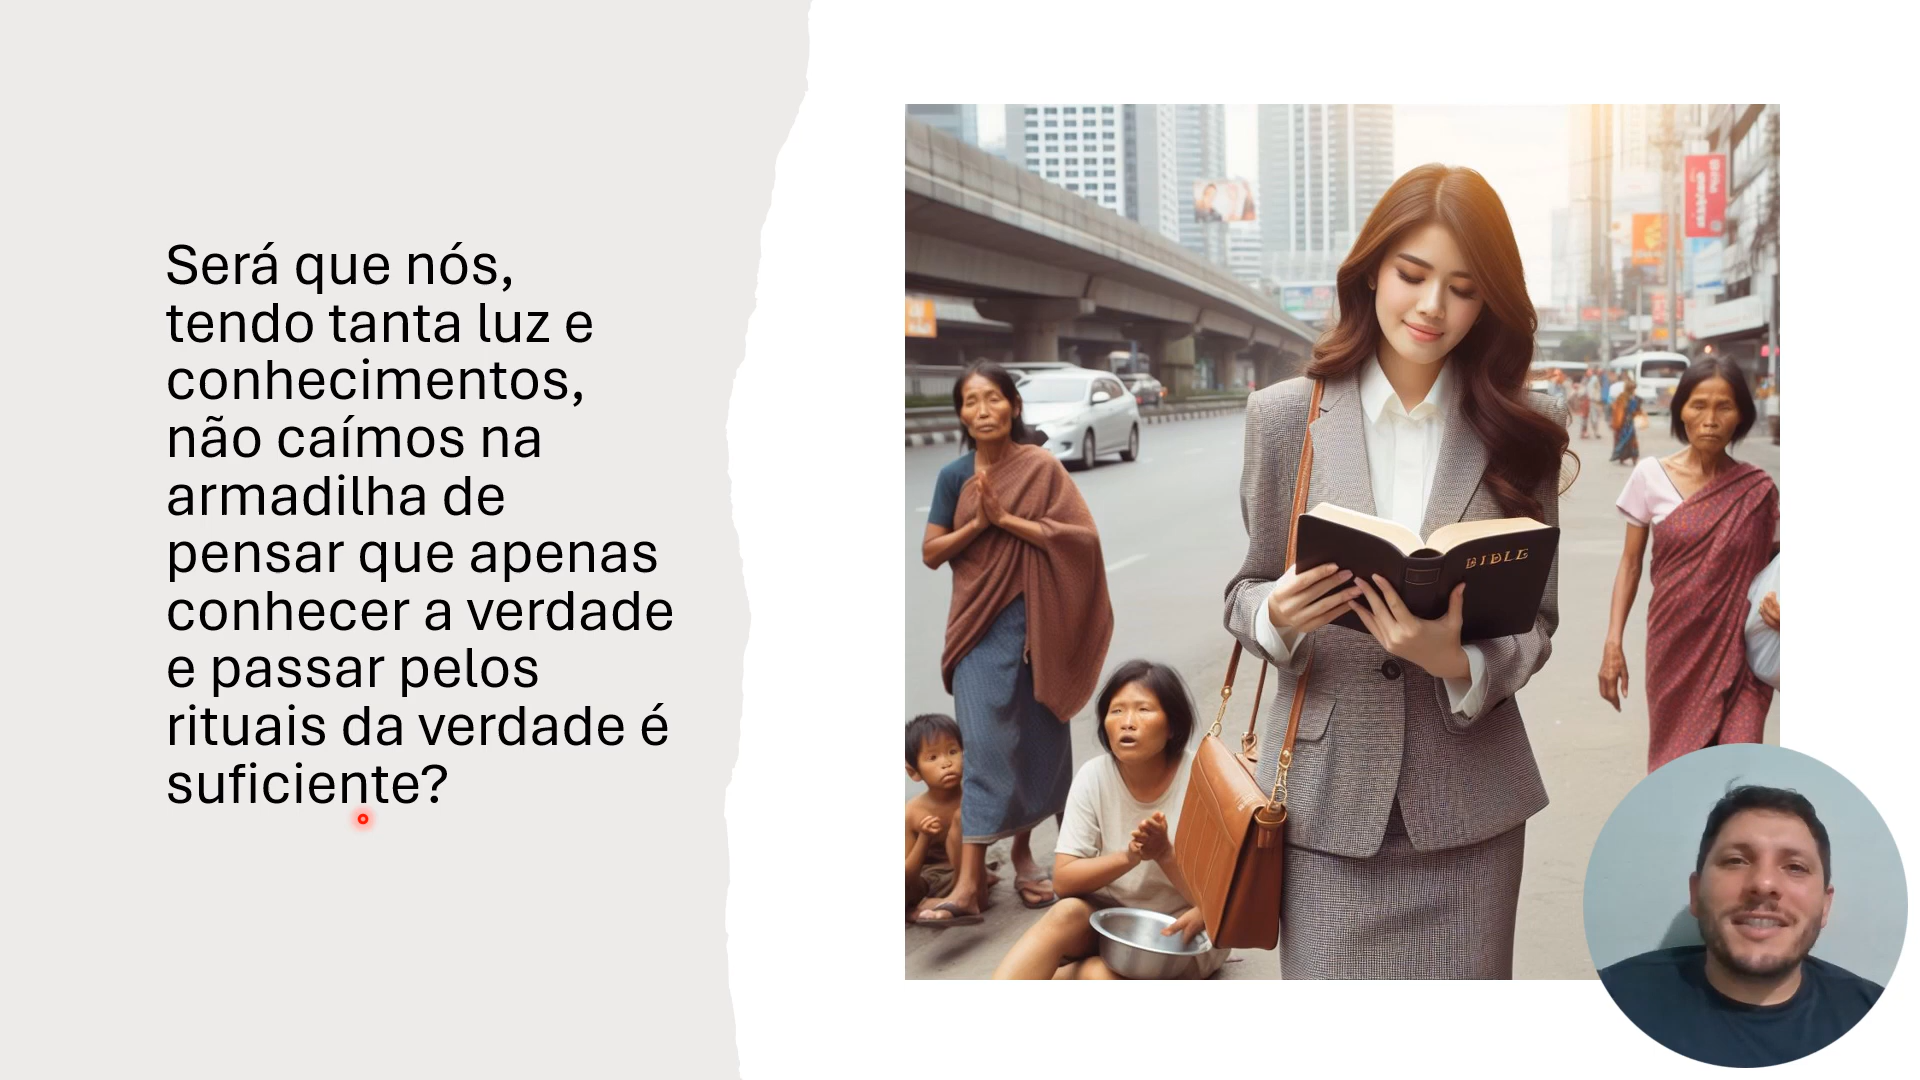 Será que nós,
tendo tanta luz e
conhecimentos,
não caímos na
armadilha de
pensar que apenas
conhecer a verdade
e passar pelos
rituais da verdade é
suficiente?
BIBLE